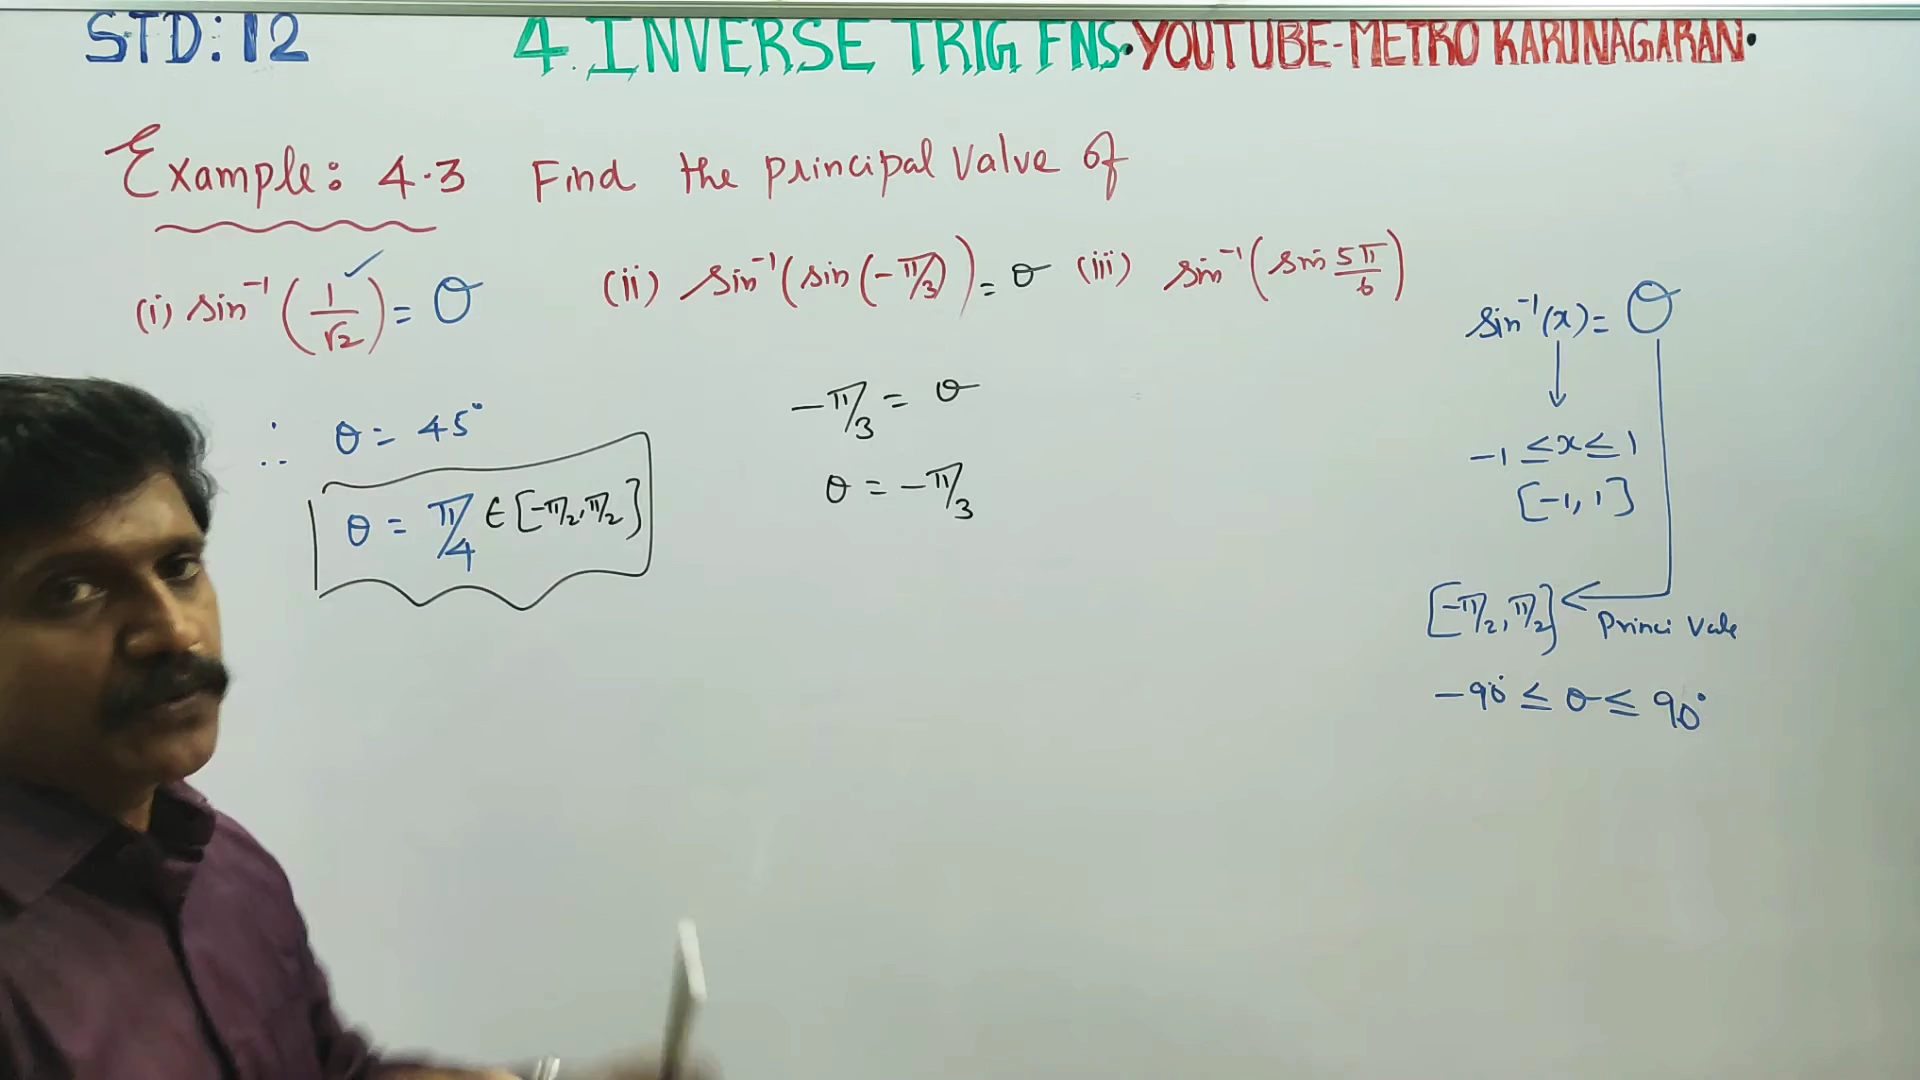 STD: 12 4. INVERSE TRIG FNS. YOUTUBE-METRO KARUNAGARAN.
Example: 4.3 Find the principal Value of
(i) sin⁻¹(1/√2) = θ ✓ (ii) sin⁻¹(sin(-π/3)) = θ (iii) sin⁻¹(sin 5π/6)
∴ θ = 45°
θ = π/4 ∈ [-π/2, π/2]
-π/3 = θ
θ = -π/3
sin⁻¹(x) = θ
-1 ≤ x ≤ 1
[-1, 1]
[-π/2, π/2] Princi Vale
-90° ≤ θ ≤ 90°